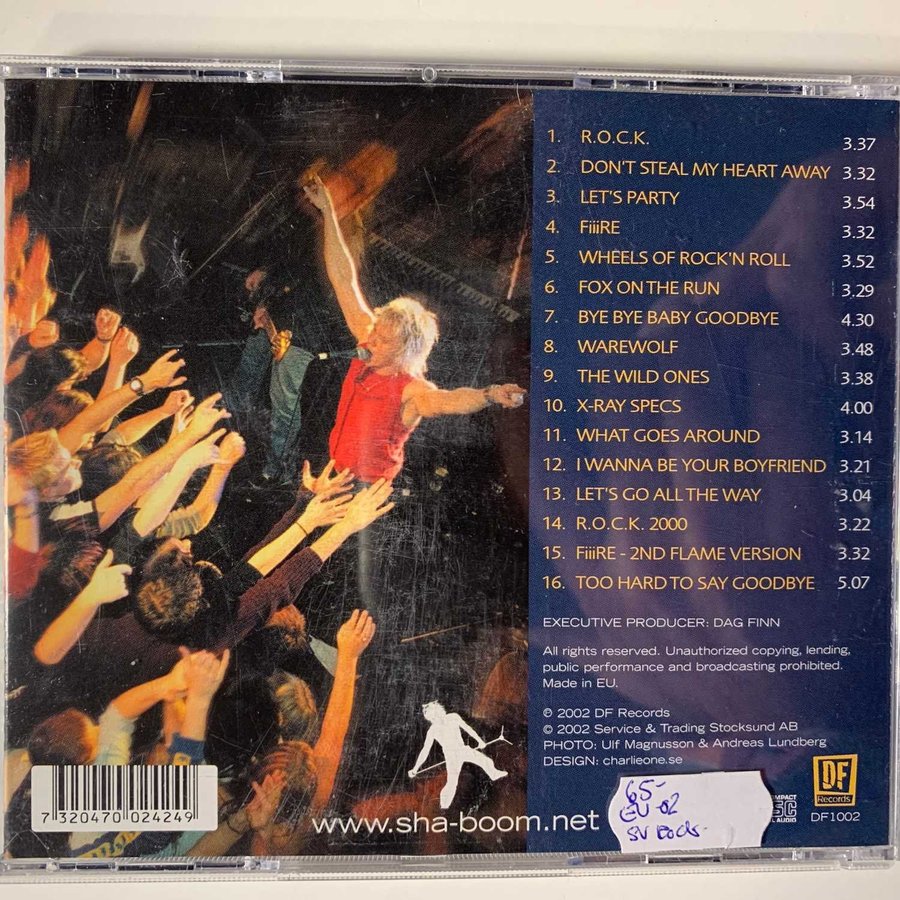 1. R.O.C.K. 3.37
2. DON'T STEAL MY HEART AWAY 3.32
3. LET'S PARTY 3.54
4. FiiiRE 3.32
5. WHEELS OF ROCK'N ROLL 3.52
6. FOX ON THE RUN 3.29
7. BYE BYE BABY GOODBYE 4.30
8. WAREWOLF 3.48
9. THE WILD ONES 3.38
10. X-RAY SPECS 4.00
11. WHAT GOES AROUND 3.14
12. I WANNA BE YOUR BOYFRIEND 3.21
13. LET'S GO ALL THE WAY 3.04
14. R.O.C.K. 2000 3.22
15. FiiiRE - 2ND FLAME VERSION 3.32
16. TOO HARD TO SAY GOODBYE 5.07
EXECUTIVE PRODUCER: DAG FINN
All rights reserved. Unauthorized copying, lending,
public performance and broadcasting prohibited.
Made in EU.
℗ 2002 DF Records
© 2002 Service & Trading Stocksund AB
PHOTO: Ulf Magnusson & Andreas Lundberg
DESIGN: charlieone.se
DF
Records
DF1002
65-
EU-02
SV
7 320470 024249
www.sha-boom.net